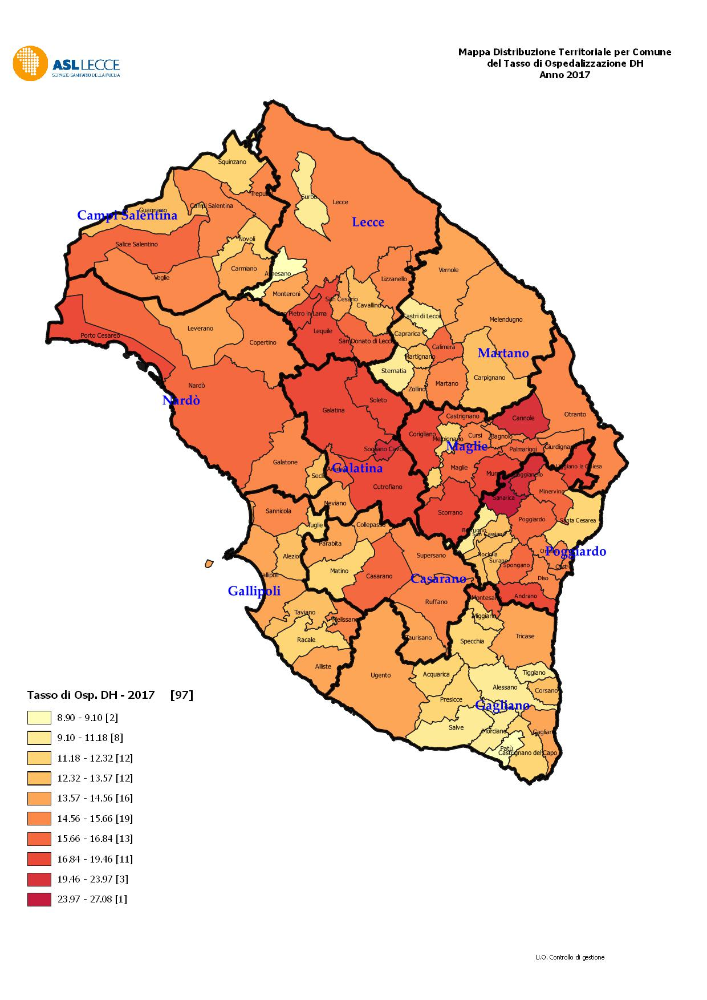 ASL LECCE
SERVIZIO SANITARIO DELLA PUGLIA
Mappa Distribuzione Territoriale per Comune
del Tasso di Ospedalizzazione DH
Anno 2017
Squinzano
Trepuzzi
Surbo
Lecce
Campi Salentina
Guagnano
Campi Salentina
Lecce
Novoli
Salice Salentino
Carmiano
Arnesano
Veglie
Vernole
Lizzanello
Monteroni
San Cesario
Cavallino
San Pietro in Lama
Castri di Lecce
Melendugno
Leverano
Lequile
Caprarica
Porto Cesareo
Copertino
San Donato di Lecce
Calimera
Martignano
Martano
Sternatia
Carpignano
Nardò
Zollino
Martano
Nardò
Soleto
Galatina
Castrignano
Cannole
Otranto
Corigliano
Melpignano
Cursi
Bagnolo
Maglie
Sogliano Cavour
Palmariggi
Giurdignano
Galatone
Galatina
Aradeo
Maglie
Uggiano la Chiesa
Secli
Muro
Giuggianello
Cutrofiano
Minervino
Sanarica
Neviano
Sannicola
Scorrano
Poggiardo
Santa Cesarea
Tuglie
Collepasso
Botrugno
San Cassiano
Parabita
Alezio
Supersano
Nociglia
Surano
Ortelle
Poggiardo
Spongano
Castro
Matino
Gallipoli
Casarano
Casarano
Diso
Gallipoli
Andrano
Ruffano
Montesano
Taviano
Melissano
Miggiano
Racale
Taurisano
Specchia
Tricase
Alliste
Ugento
Acquarica
Tiggiano
Alessano
Corsano
Presicce
Gagliano
Salve
Morciano
Gagliano
Patù
Castrignano del Capo
Tasso di Osp. DH - 2017 [97]
8.90 - 9.10 [2]
9.10 - 11.18 [8]
11.18 - 12.32 [12]
12.32 - 13.57 [12]
13.57 - 14.56 [16]
14.56 - 15.66 [19]
15.66 - 16.84 [13]
16.84 - 19.46 [11]
19.46 - 23.97 [3]
23.97 - 27.08 [1]
U.O. Controllo di gestione